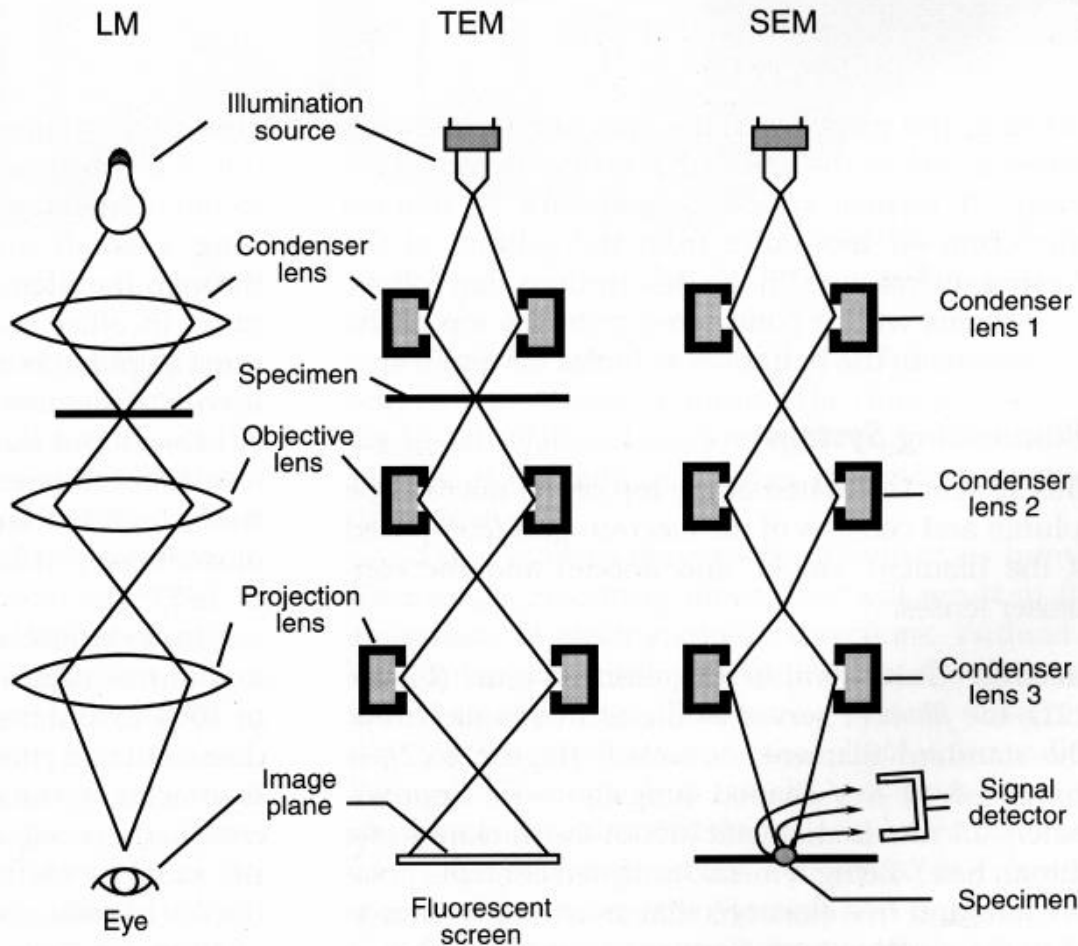 LM
TEM
SEM
Illumination
source
Condenser
lens
Condenser
lens 1
Specimen
Objective
lens
Condenser
lens 2
Projection
lens
Condenser
lens 3
Image
plane
Signal
detector
Eye
Fluorescent
screen
Specimen